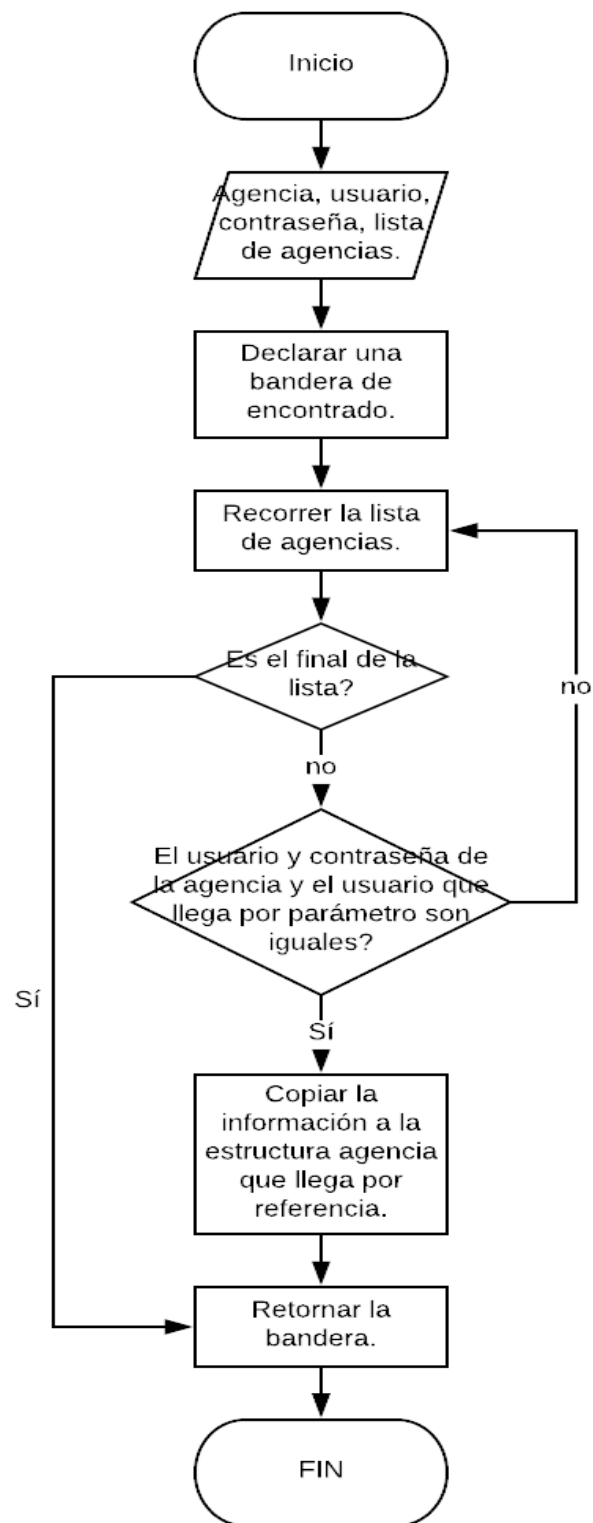 Inicio
Agencia, usuario,
contraseña, lista
de agencias.
Declarar una
bandera de
encontrado.
Recorrer la lista
de agencias.
Es el final de la
lista?
no
no
El usuario y contraseña de
la agencia y el usuario que
llega por parámetro son
iguales?
Sí
Sí
Copiar la
información a la
estructura agencia
que llega por
referencia.
Retornar la
bandera.
FIN